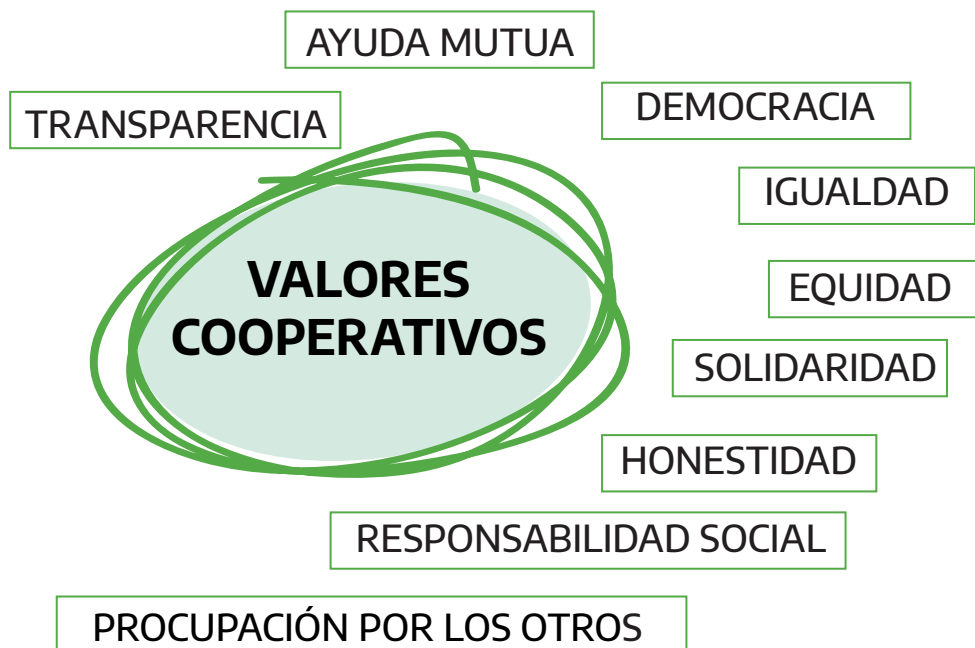 AYUDA MUTUA
TRANSPARENCIA
DEMOCRACIA
IGUALDAD
VALORES
COOPERATIVOS
EQUIDAD
SOLIDARIDAD
HONESTIDAD
RESPONSABILIDAD SOCIAL
PROCUPACIÓN POR LOS OTROS